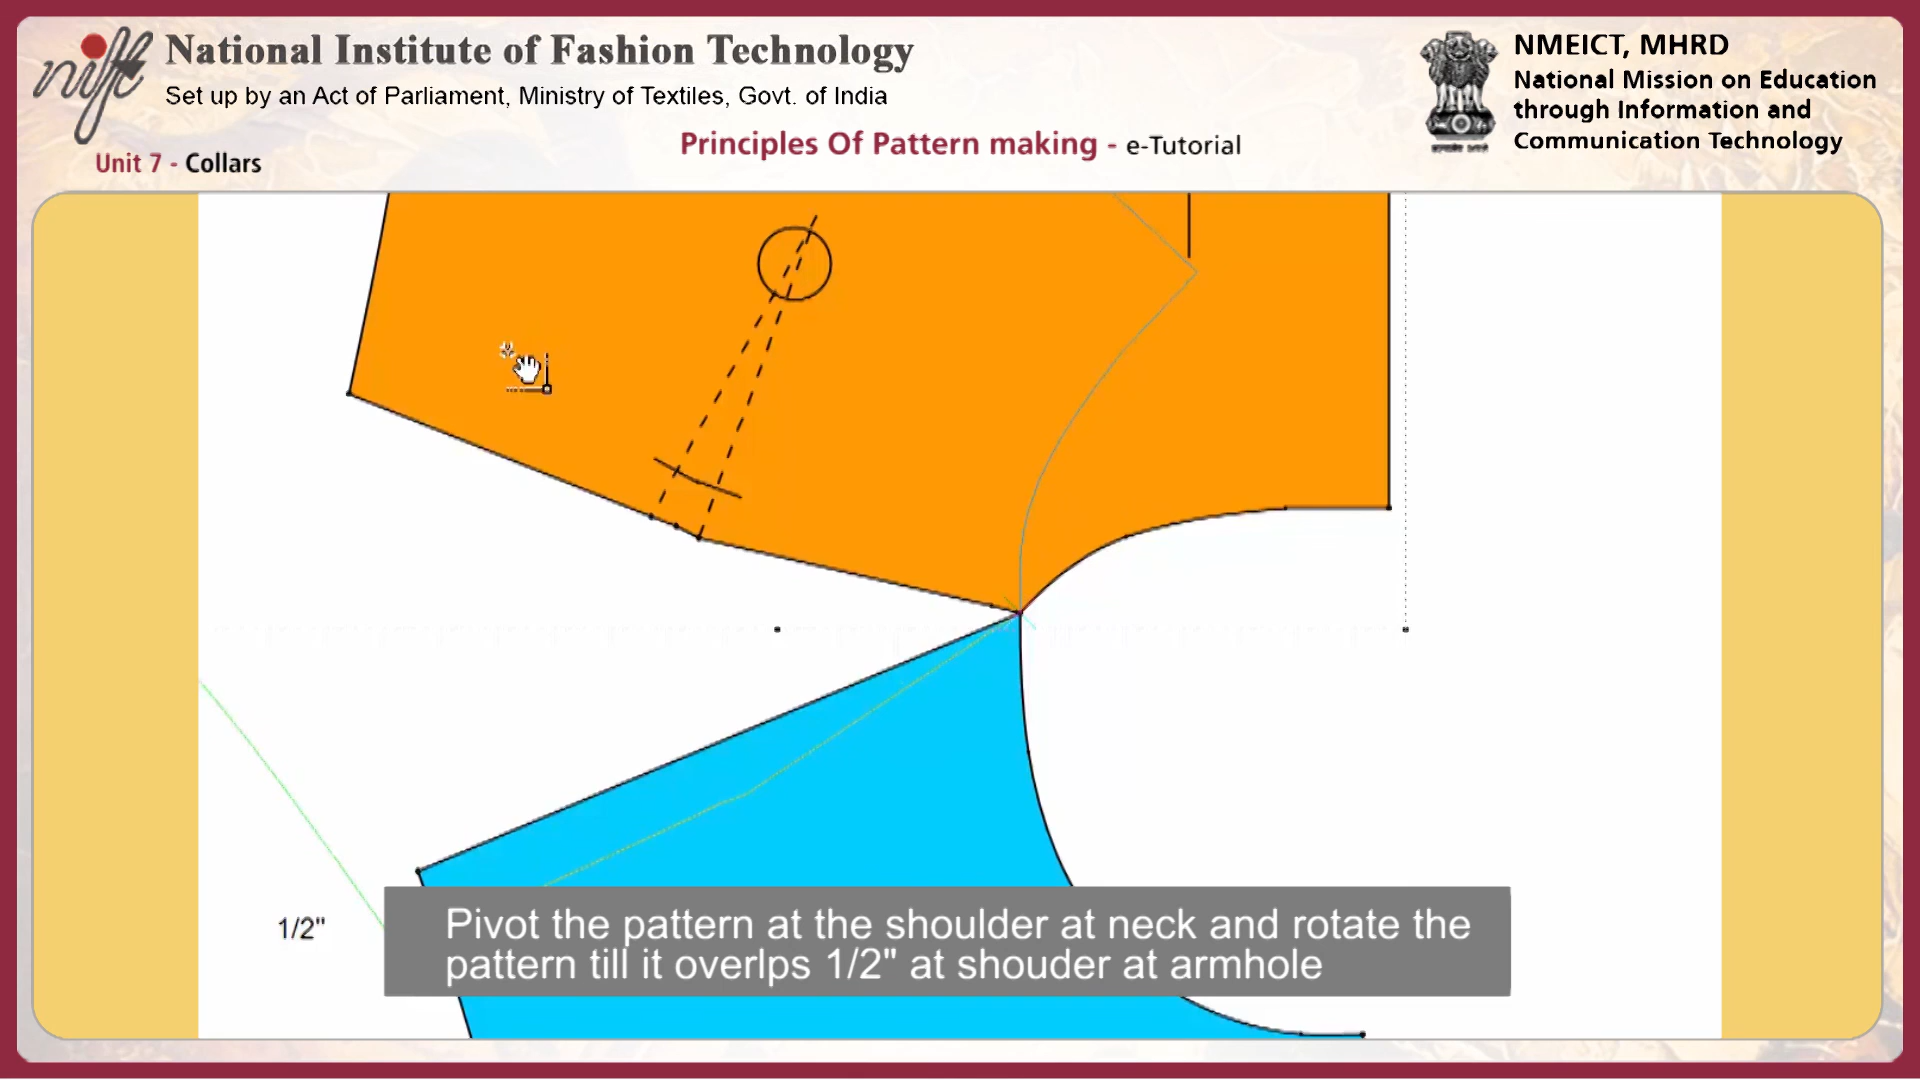 nift
National Institute of Fashion Technology
Set up by an Act of Parliament, Ministry of Textiles, Govt. of India
NMEICT, MHRD
National Mission on Education
through Information and
Communication Technology
Principles Of Pattern making - e-Tutorial
Unit 7 - Collars
1/2"
Pivot the pattern at the shoulder at neck and rotate the
pattern till it overlps 1/2" at shouder at armhole